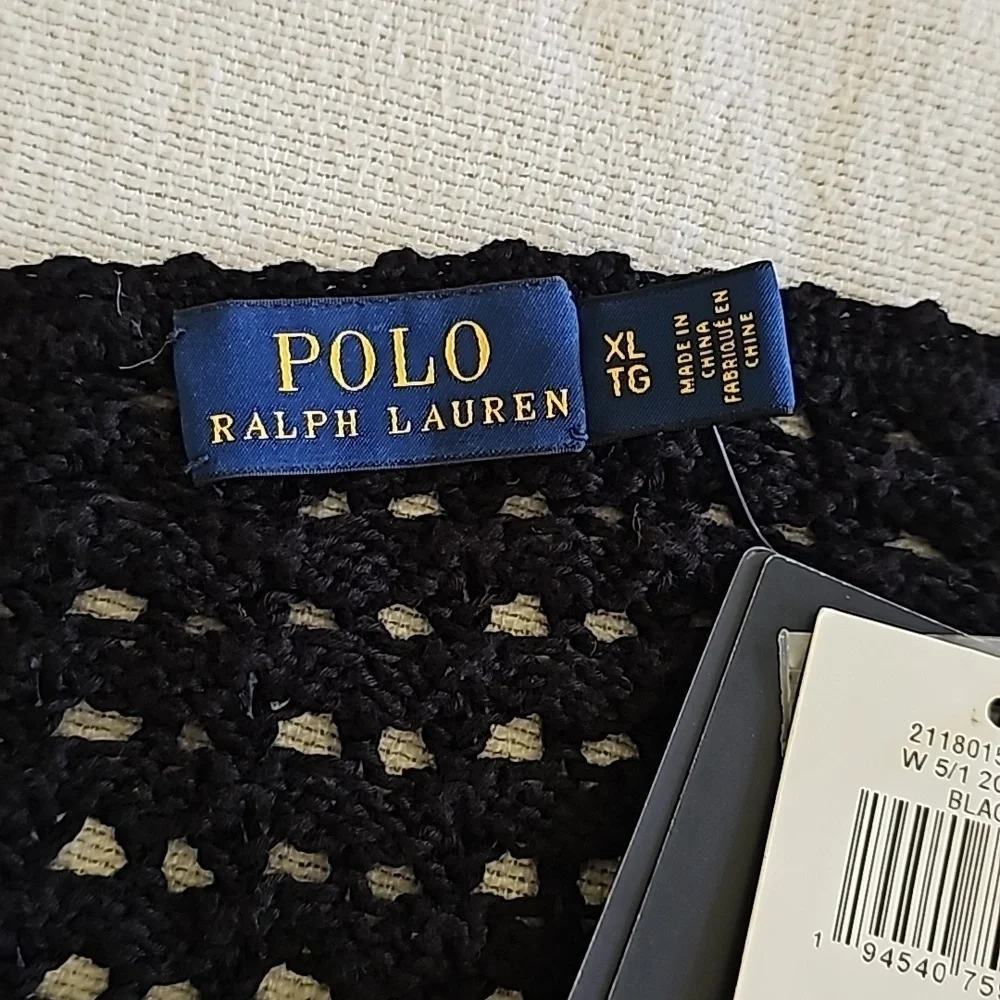 POLO
RALPH LAUREN
XL
TG
MADE IN
CHINA
FABRIQUÉ EN
CHINE
2118015
W 5/1 20
BLAC
1 94540 75